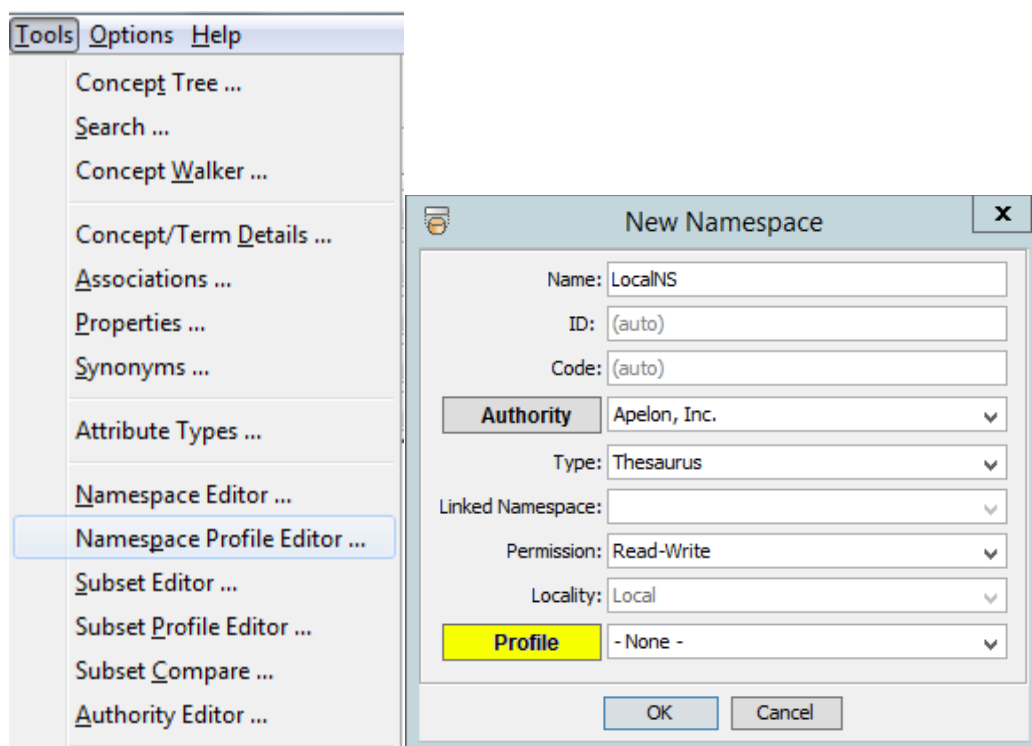 Tools Options Help
Concept Tree ...
Search ...
Concept Walker ...
Concept/Term Details ...
Associations ...
Properties ...
Synonyms ...
Attribute Types ...
Namespace Editor ...
Namespace Profile Editor ...
Subset Editor ...
Subset Profile Editor ...
Subset Compare ...
Authority Editor ...
New Namespace x
Name: LocalNS
ID: (auto)
Code: (auto)
Authority Apelon, Inc.
Type: Thesaurus
Linked Namespace:
Permission: Read-Write
Locality: Local
Profile - None -
OK Cancel